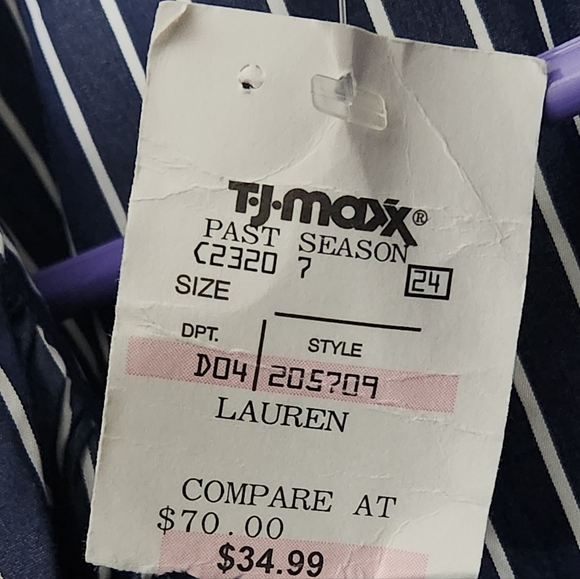 T·J·maxx®
PAST SEASON
C2320 7 24
SIZE
DPT. STYLE
D04 205709
LAUREN
COMPARE AT
$70.00
$34.99